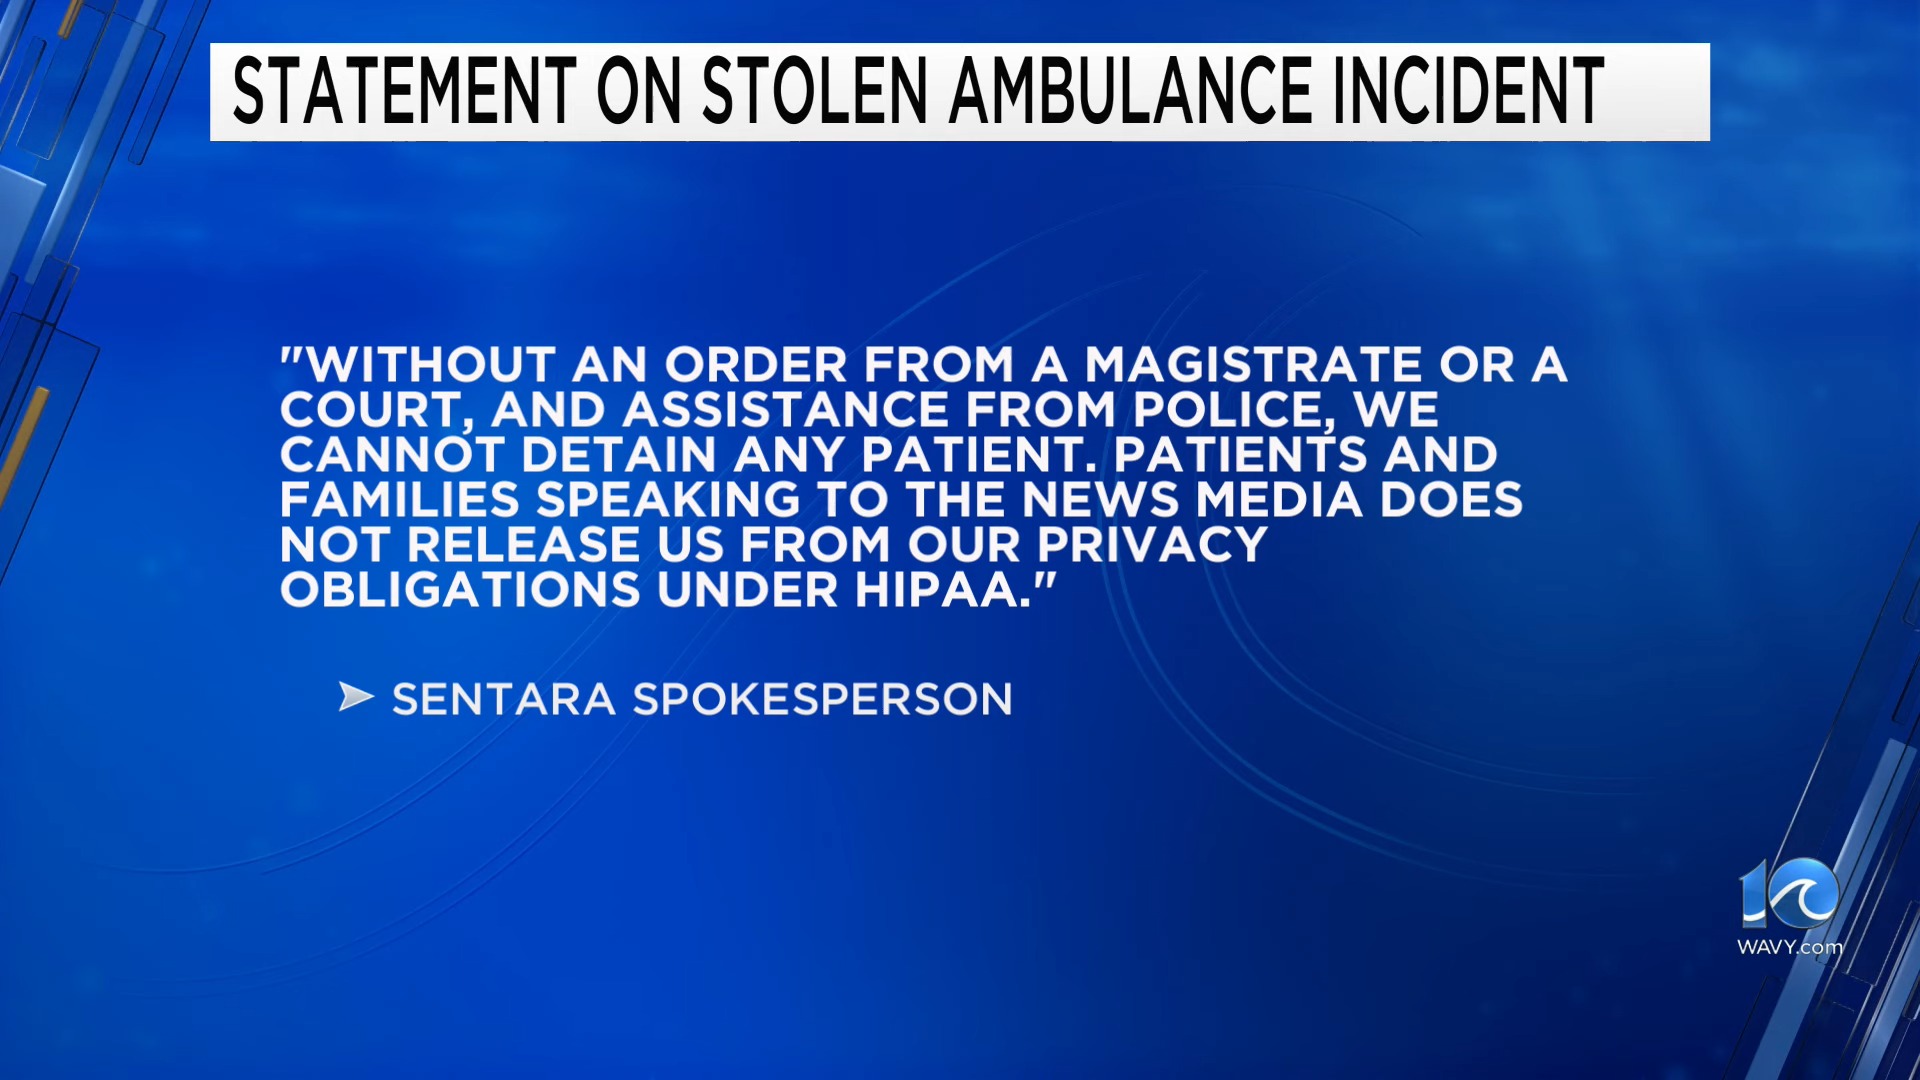 STATEMENT ON STOLEN AMBULANCE INCIDENT
"WITHOUT AN ORDER FROM A MAGISTRATE OR A
COURT, AND ASSISTANCE FROM POLICE, WE
CANNOT DETAIN ANY PATIENT. PATIENTS AND
FAMILIES SPEAKING TO THE NEWS MEDIA DOES
NOT RELEASE US FROM OUR PRIVACY
OBLIGATIONS UNDER HIPAA."
➤ SENTARA SPOKESPERSON
10
WAVY.com